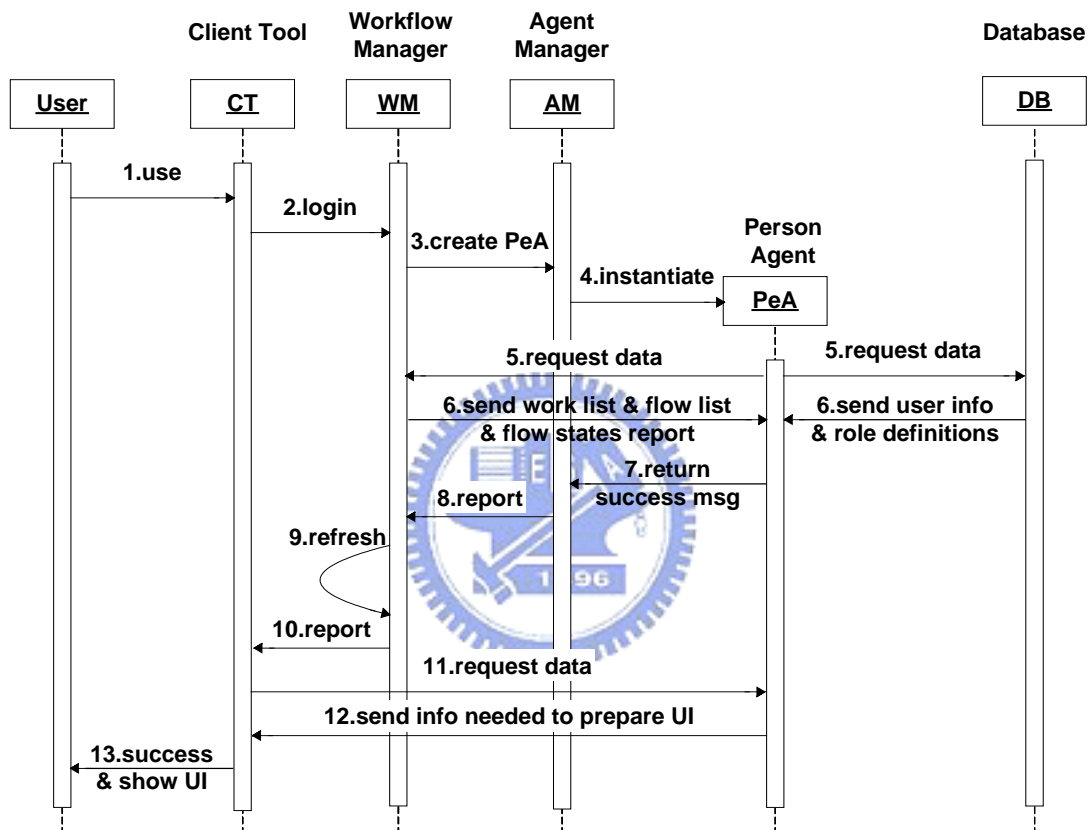 Client Tool
Workflow
Manager
Agent
Manager
Database
User
CT
WM
AM
DB
1.use
2.login
3.create PeA
Person
Agent
4.instantiate
PeA
5.request data
5.request data
6.send work list & flow list
& flow states report
6.send user info
& role definitions
7.return
success msg
8.report
9.refresh
1896
10.report
11.request data
12.send info needed to prepare UI
13.success
& show UI